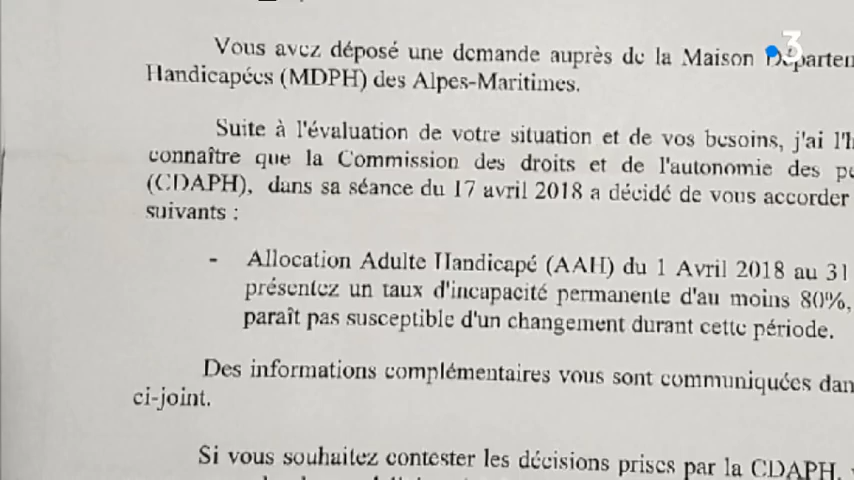 3
Vous avez déposé une demande auprès de la Maison Départem
Handicapées (MDPH) des Alpes-Maritimes.
Suite à l'évaluation de votre situation et de vos besoins, j'ai l'h
connaître que la Commission des droits et de l'autonomie des pe
(CDAPH), dans sa séance du 17 avril 2018 a décidé de vous accorder
suivants :
- Allocation Adulte Handicapé (AAH) du 1 Avril 2018 au 31
présentez un taux d'incapacité permanente d'au moins 80%,
paraît pas susceptible d'un changement durant cette période.
Des informations complémentaires vous sont communiquées dan
ci-joint.
Si vous souhaitez contester les décisions prises par la CDAPH,